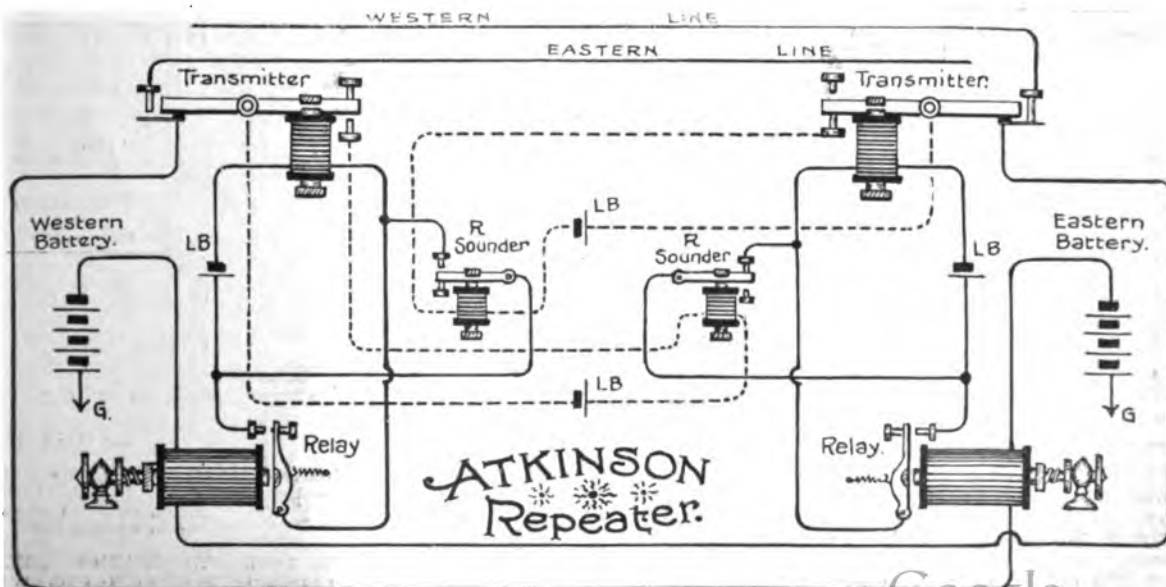 WESTERN LINE
EASTERN LINE
Transmitter
Transmitter.
Western
Battery.
LB
R
Sounder
LB
R
Sounder
LB
Eastern
Battery.
G.
LB
G
Relay
Relay.
ATKINSON
Repeater.
Google